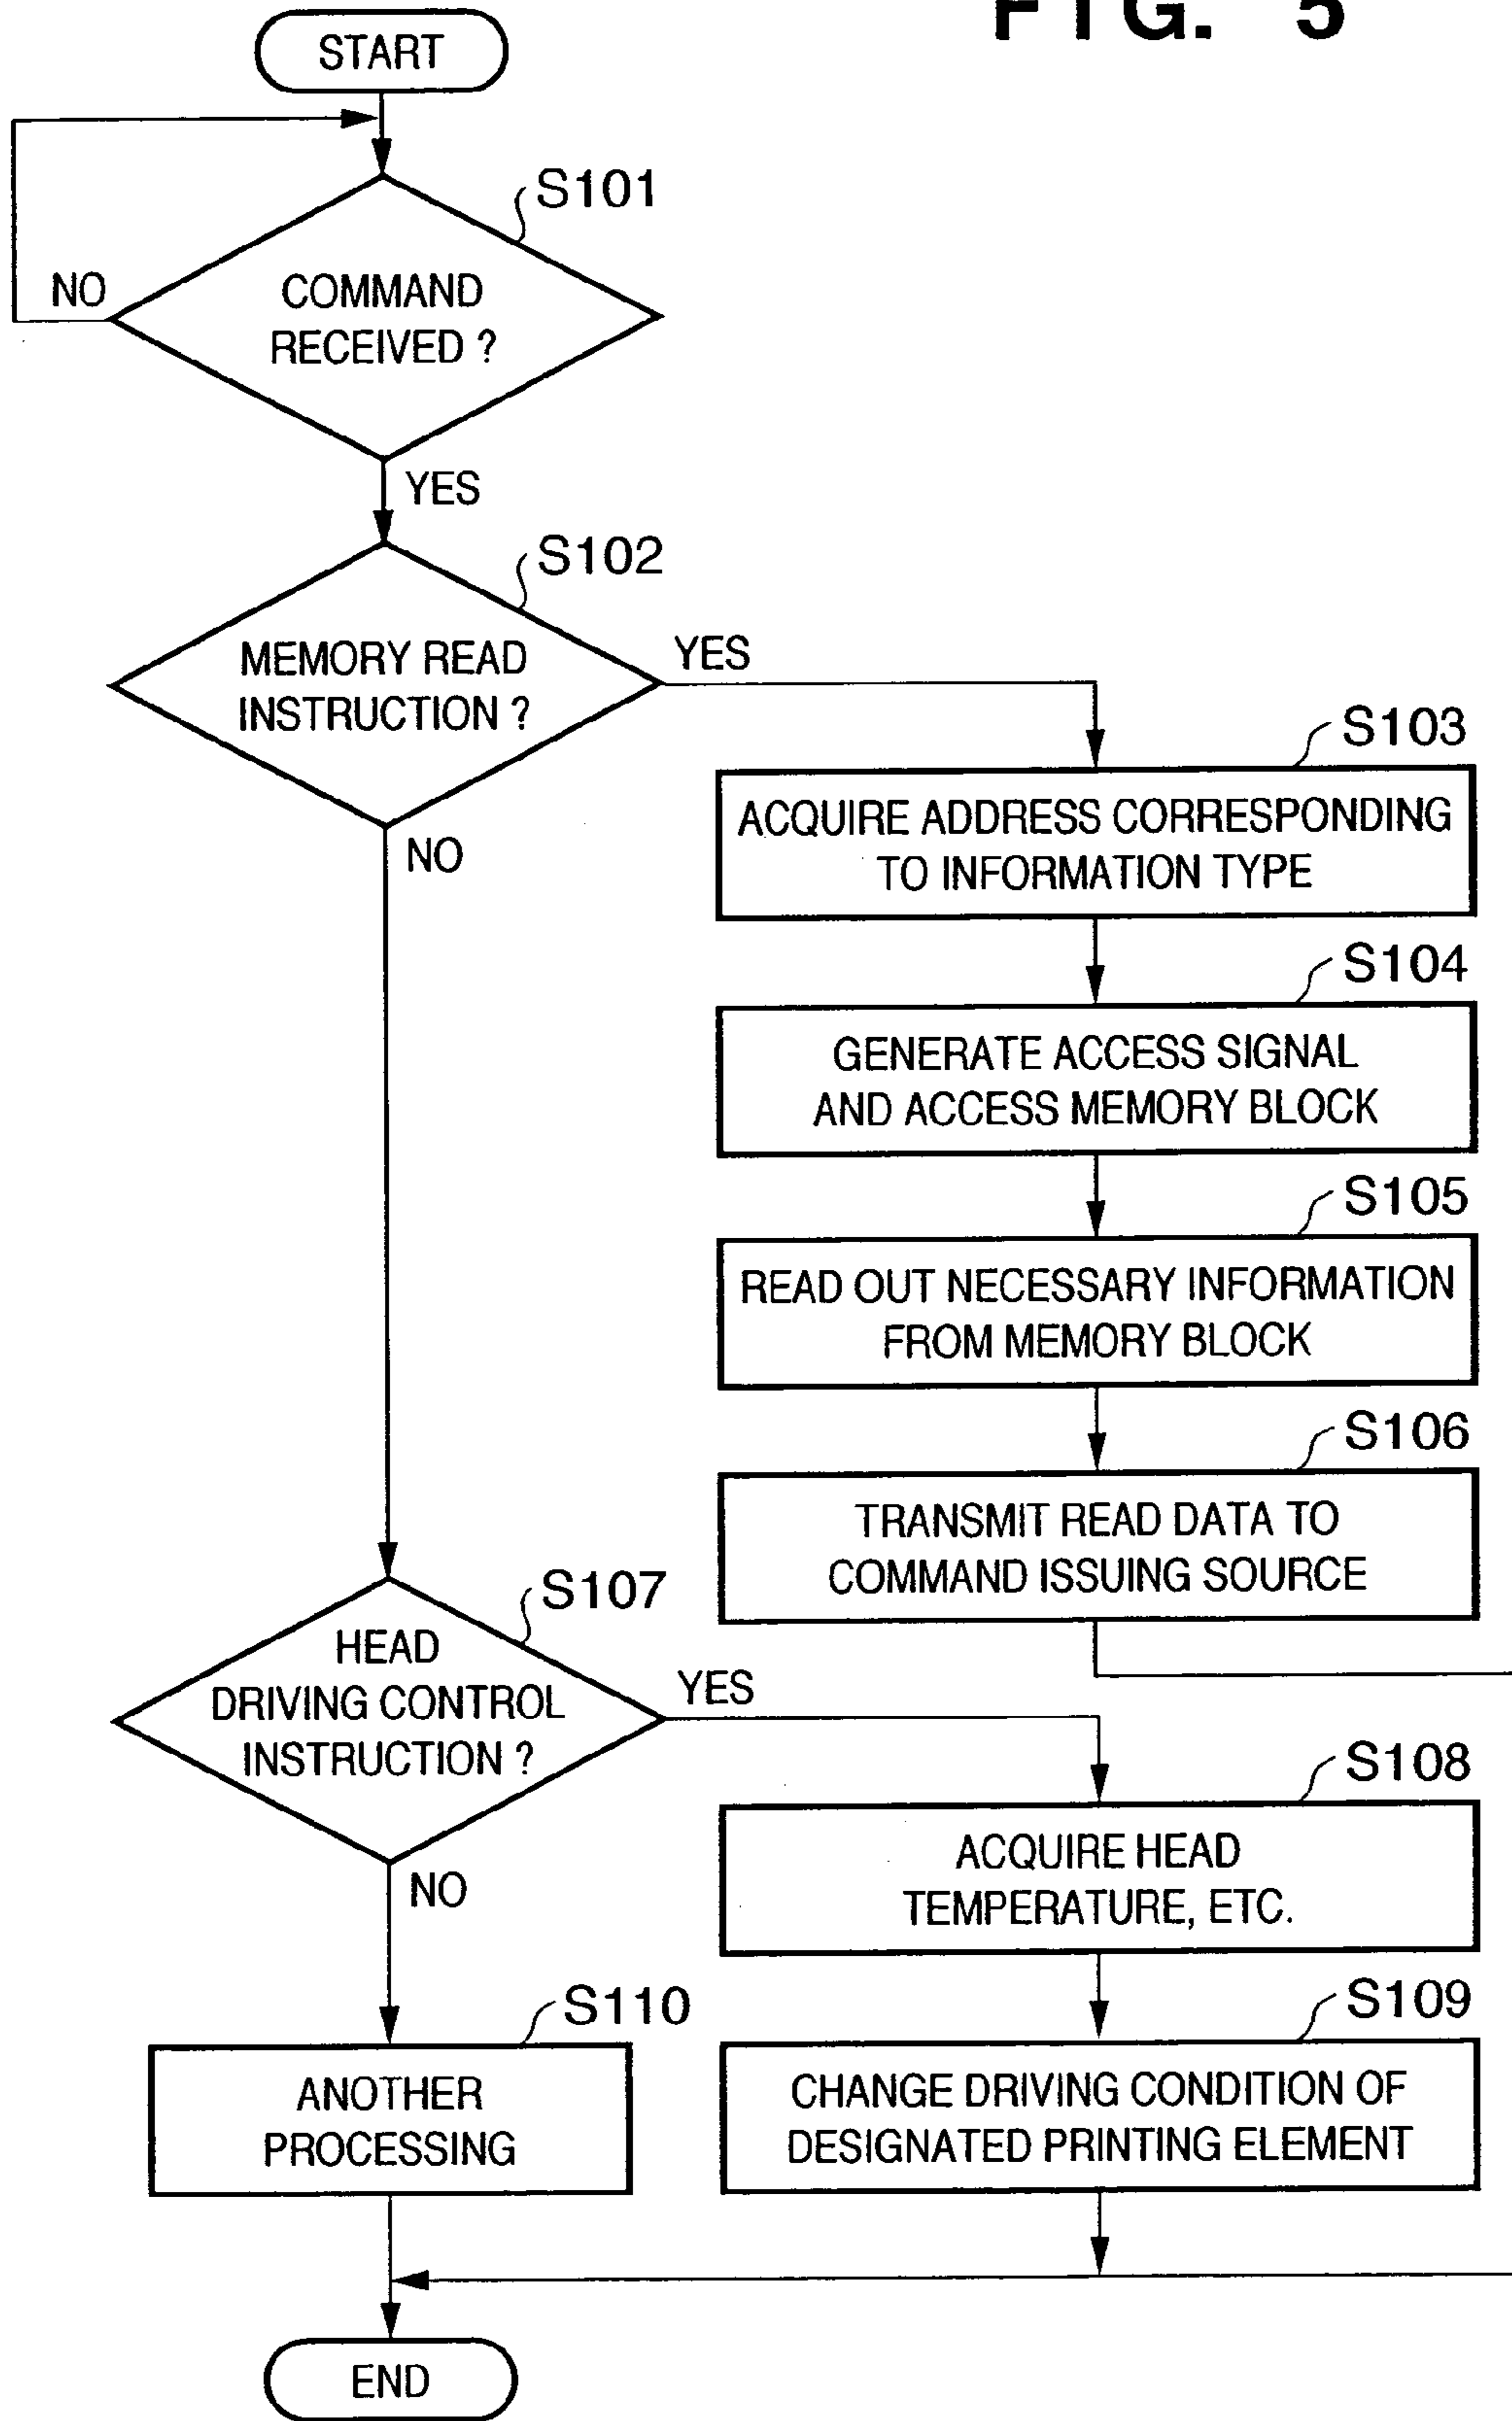 FIG. 5
START
S101
NO
COMMAND
RECEIVED ?
YES
S102
MEMORY READ
INSTRUCTION ?
YES
NO
S103
ACQUIRE ADDRESS CORRESPONDING
TO INFORMATION TYPE
S104
GENERATE ACCESS SIGNAL
AND ACCESS MEMORY BLOCK
S105
READ OUT NECESSARY INFORMATION
FROM MEMORY BLOCK
S106
TRANSMIT READ DATA TO
COMMAND ISSUING SOURCE
S107
HEAD
DRIVING CONTROL
INSTRUCTION ?
YES
NO
S108
ACQUIRE HEAD
TEMPERATURE, ETC.
S109
CHANGE DRIVING CONDITION OF
DESIGNATED PRINTING ELEMENT
S110
ANOTHER
PROCESSING
END